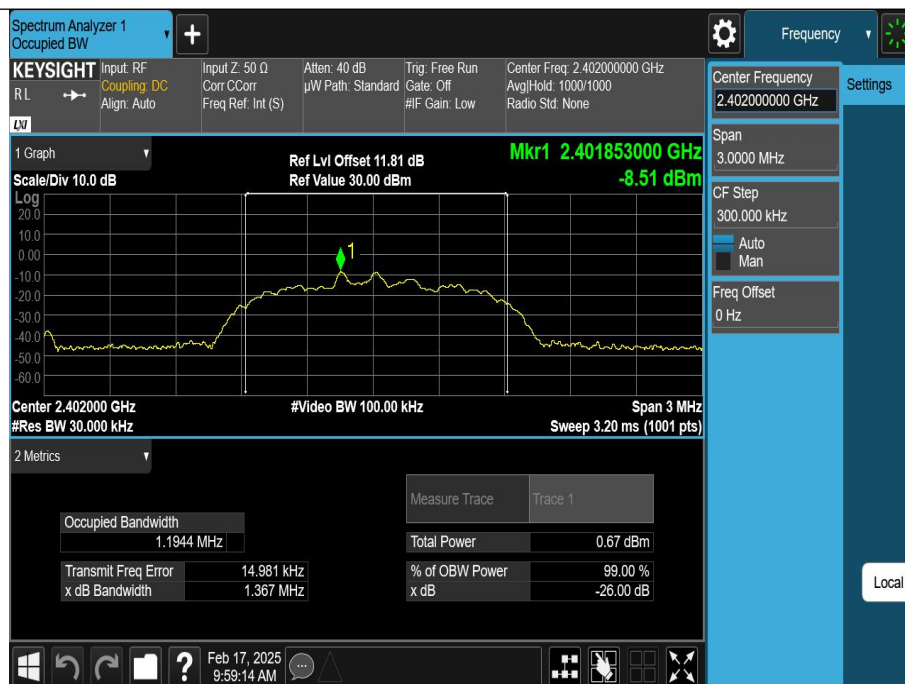 Spectrum Analyzer 1
Occupied BW
Frequency
KEYSIGHT
RL
LXI
Input: RF
Coupling: DC
Align: Auto
Input Z: 50 Ω
Corr CCorr
Freq Ref: Int (S)
Atten: 40 dB
µW Path: Standard
Trig: Free Run
Gate: Off
#IF Gain: Low
Center Freq: 2.402000000 GHz
Avg|Hold: 1000/1000
Radio Std: None
Center Frequency
2.402000000 GHz
Settings
Span
3.0000 MHz
CF Step
300.000 kHz
Auto
Man
Freq Offset
0 Hz
Local
1 Graph
Scale/Div 10.0 dB
Ref Lvl Offset 11.81 dB
Ref Value 30.00 dBm
Mkr1 2.401853000 GHz
-8.51 dBm
Log
20.0
10.0
0.00
-10.0
-20.0
-30.0
-40.0
-50.0
-60.0
1
Center 2.402000 GHz
#Res BW 30.000 kHz
#Video BW 100.00 kHz
Span 3 MHz
Sweep 3.20 ms (1001 pts)
2 Metrics
Measure Trace Trace 1
Occupied Bandwidth
1.1944 MHz
Total Power 0.67 dBm
Transmit Freq Error 14.981 kHz
% of OBW Power 99.00 %
x dB Bandwidth 1.367 MHz
x dB -26.00 dB
?
Feb 17, 2025
9:59:14 AM